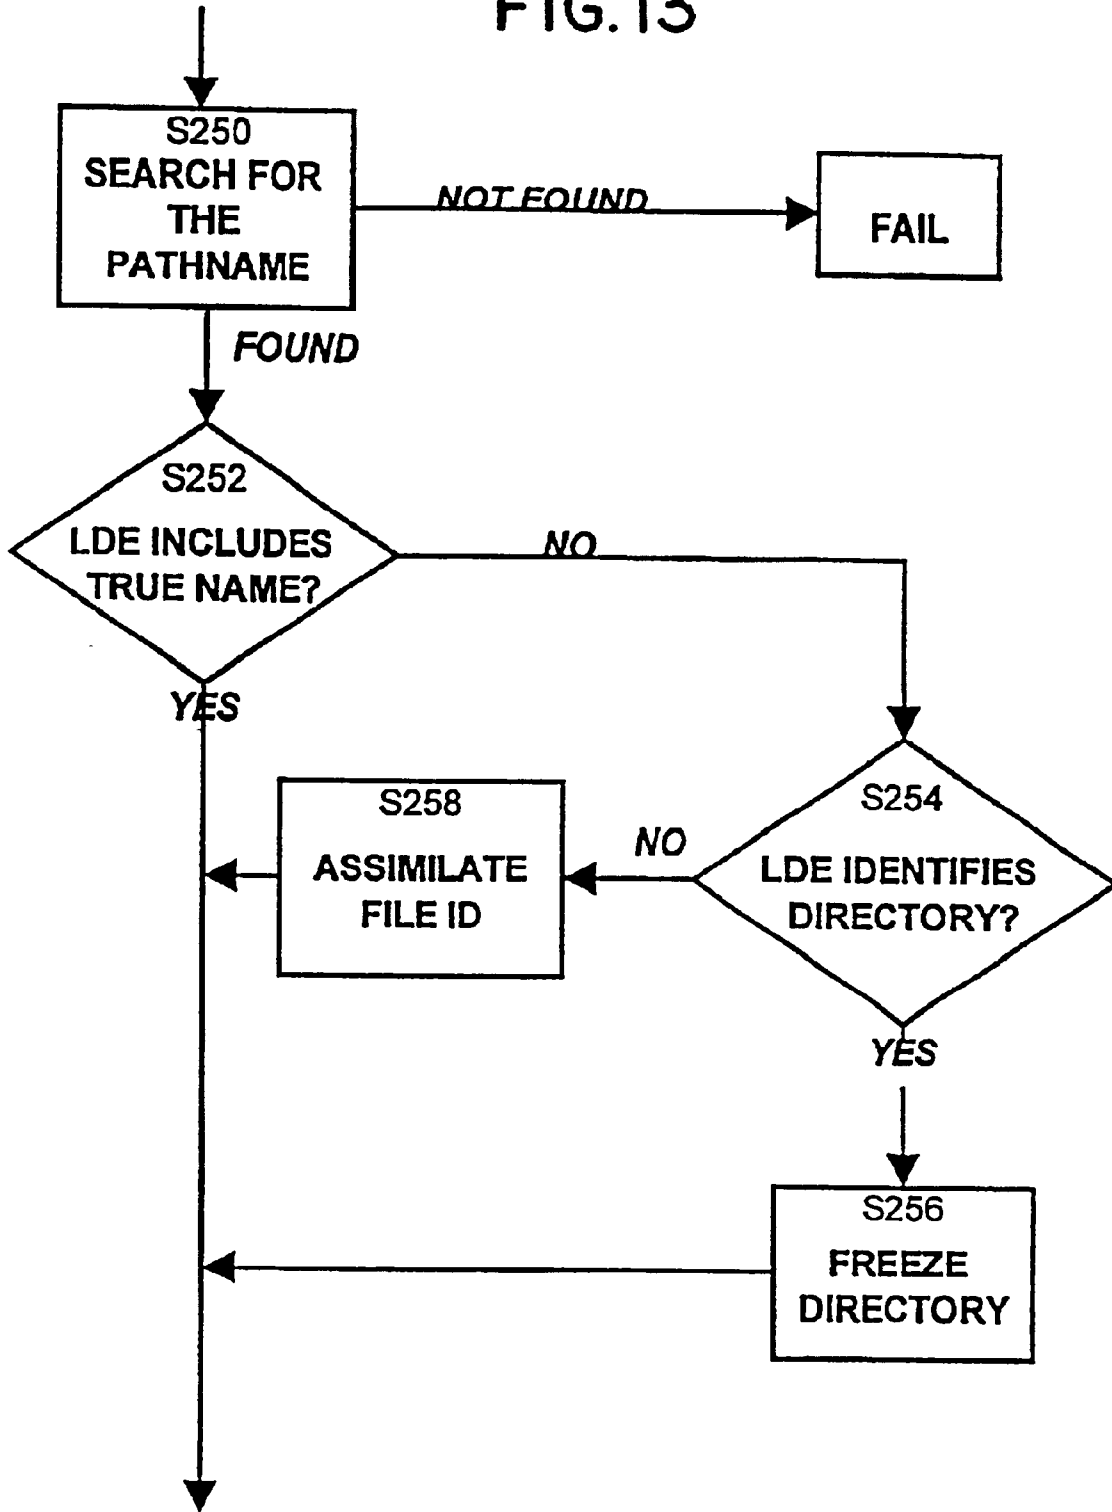 FIG. 13
S250
SEARCH FOR
THE
PATHNAME
NOT FOUND
FAIL
FOUND
S252
LDE INCLUDES
TRUE NAME?
NO
YES
S258
ASSIMILATE
FILE ID
NO
S254
LDE IDENTIFIES
DIRECTORY?
YES
S256
FREEZE
DIRECTORY